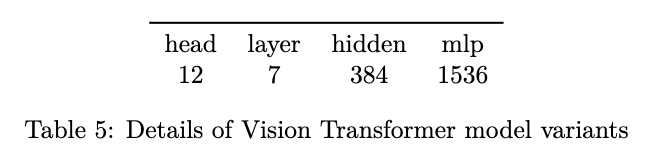 head layer hidden mlp
12 7 384 1536
Table 5: Details of Vision Transformer model variants